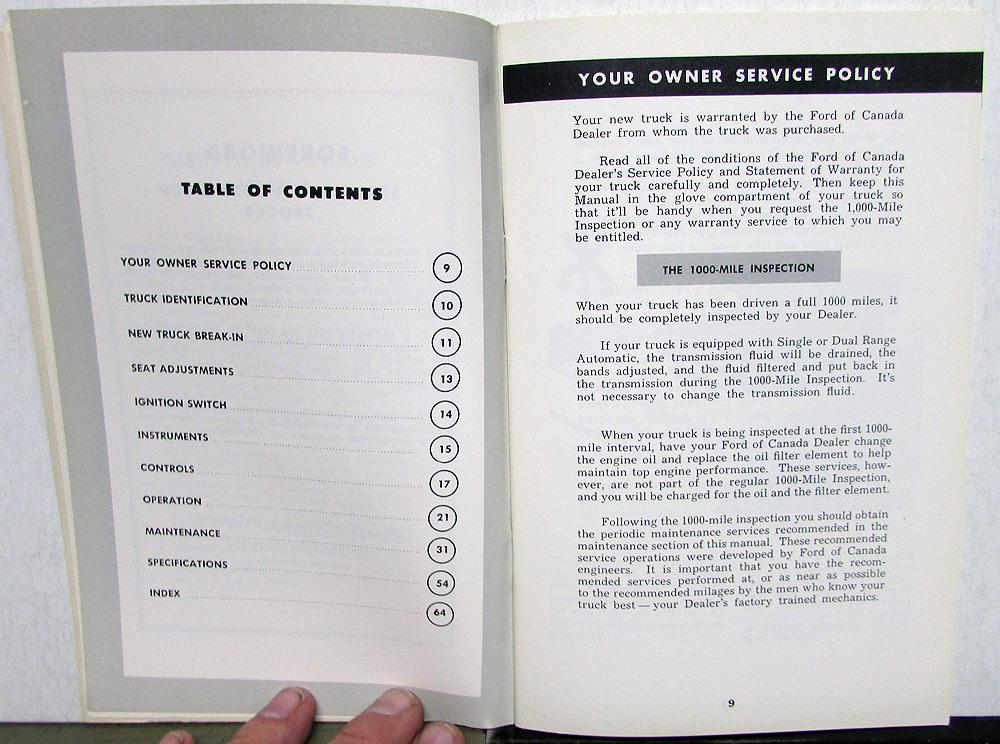 TABLE OF CONTENTS
YOUR OWNER SERVICE POLICY 9
TRUCK IDENTIFICATION 10
NEW TRUCK BREAK-IN 11
SEAT ADJUSTMENTS 13
IGNITION SWITCH 14
INSTRUMENTS 15
CONTROLS 17
OPERATION 21
MAINTENANCE 31
SPECIFICATIONS 54
INDEX 64
YOUR OWNER SERVICE POLICY
Your new truck is warranted by the Ford of Canada
Dealer from whom the truck was purchased.
Read all of the conditions of the Ford of Canada
Dealer's Service Policy and Statement of Warranty for
your truck carefully and completely. Then keep this
Manual in the glove compartment of your truck so
that it'll be handy when you request the 1,000-Mile
Inspection or any warranty service to which you may
be entitled.
THE 1000-MILE INSPECTION
When your truck has been driven a full 1000 miles, it
should be completely inspected by your Dealer.
If your truck is equipped with Single or Dual Range
Automatic, the transmission fluid will be drained, the
bands adjusted, and the fluid filtered and put back in
the transmission during the 1000-Mile Inspection. It's
not necessary to change the transmission fluid.
When your truck is being inspected at the first 1000-
mile interval, have your Ford of Canada Dealer change
the engine oil and replace the oil filter element to help
maintain top engine performance. These services, how-
ever, are not part of the regular 1000-Mile Inspection,
and you will be charged for the oil and the filter element.
Following the 1000-mile inspection you should obtain
the periodic maintenance services recommended in the
maintenance section of this manual. These recommended
service operations were developed by Ford of Canada
engineers. It is important that you have the recom-
mended services performed at, or as near as possible
to the recommended milages by the men who know your
truck best — your Dealer's factory trained mechanics.
9